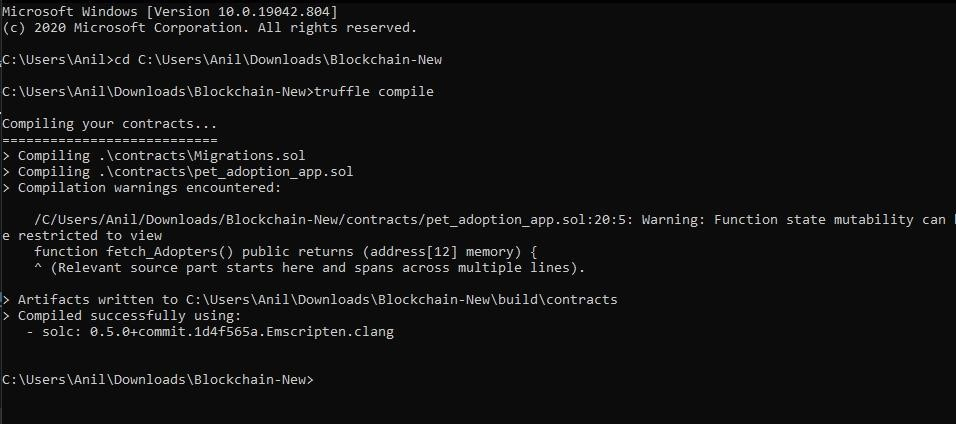 Microsoft Windows [Version 10.0.19042.804]
(c) 2020 Microsoft Corporation. All rights reserved.
C:\Users\Anil>cd C:\Users\Anil\Downloads\Blockchain-New
C:\Users\Anil\Downloads\Blockchain-New>truffle compile
Compiling your contracts...
===========================
> Compiling .\contracts\Migrations.sol
> Compiling .\contracts\pet_adoption_app.sol
> Compilation warnings encountered:
/C/Users/Anil/Downloads/Blockchain-New/contracts/pet_adoption_app.sol:20:5: Warning: Function state mutability can b
e restricted to view
function fetch_Adopters() public returns (address[12] memory) {
^ (Relevant source part starts here and spans across multiple lines).
> Artifacts written to C:\Users\Anil\Downloads\Blockchain-New\build\contracts
> Compiled successfully using:
- solc: 0.5.0+commit.1d4f565a.Emscripten.clang
C:\Users\Anil\Downloads\Blockchain-New>